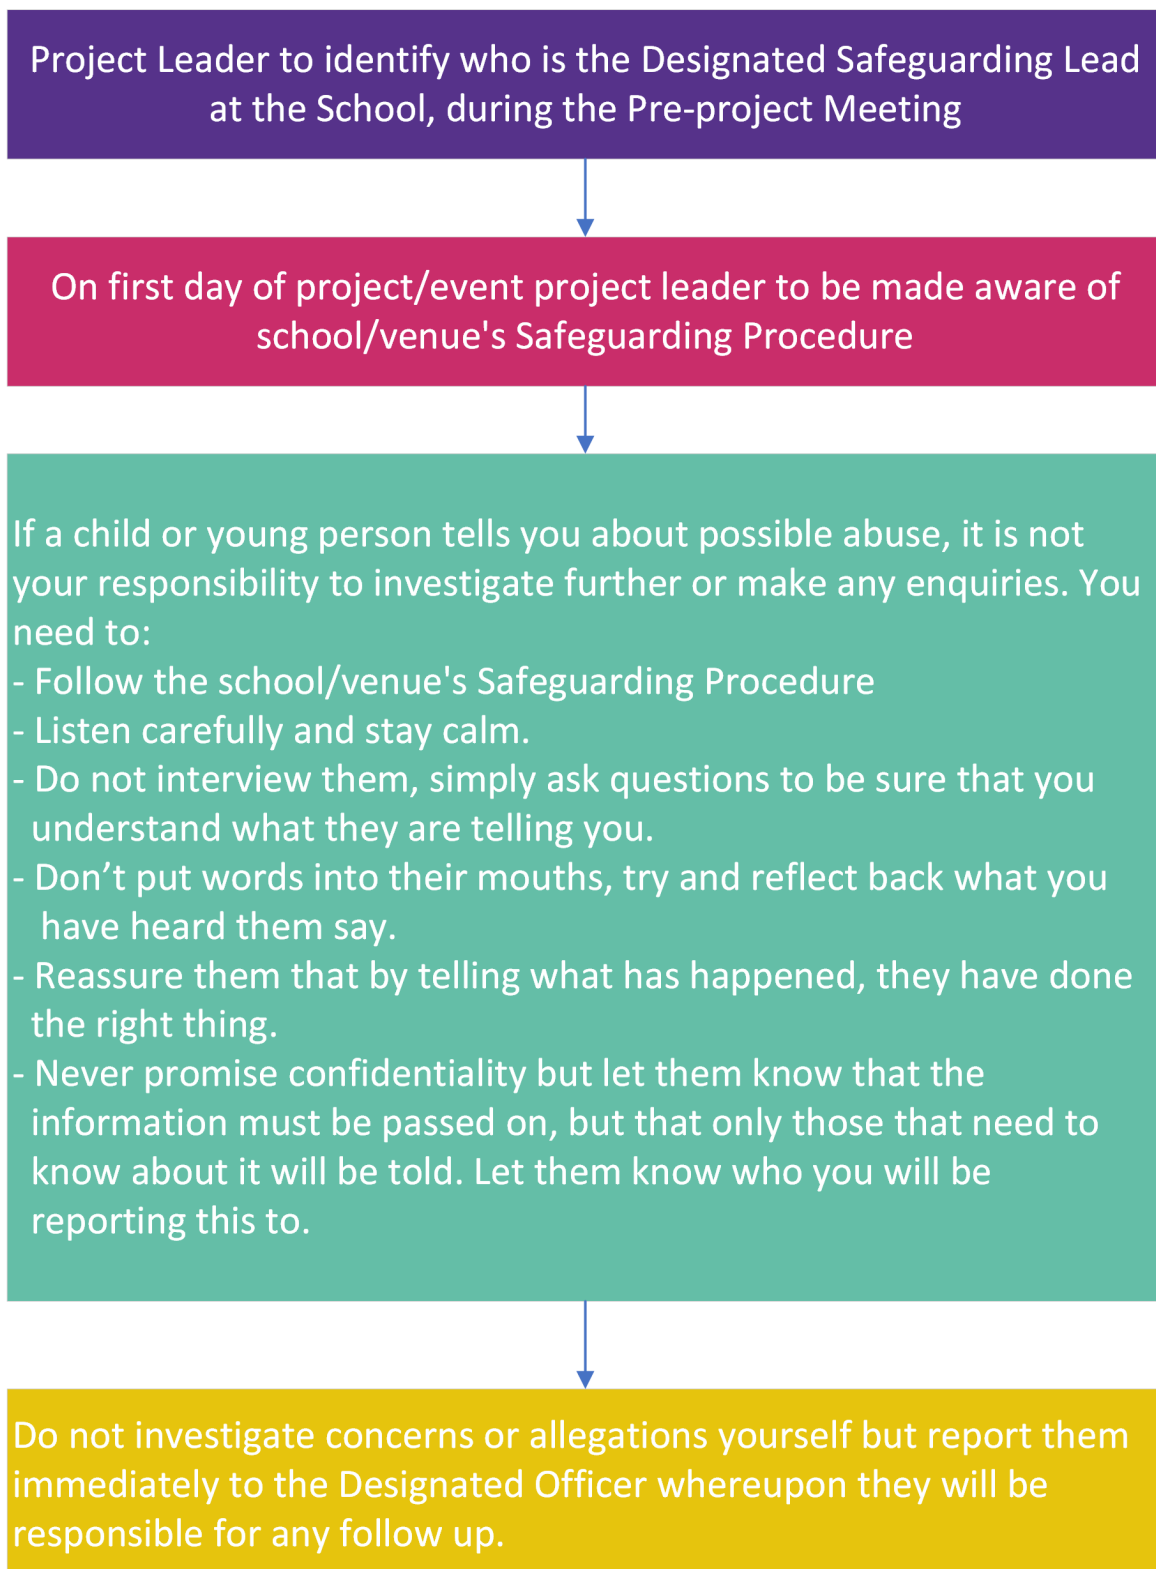 Project Leader to identify who is the Designated Safeguarding Lead
at the School, during the Pre-project Meeting
On first day of project/event project leader to be made aware of
school/venue's Safeguarding Procedure
If a child or young person tells you about possible abuse, it is not
your responsibility to investigate further or make any enquiries. You
need to:
- Follow the school/venue's Safeguarding Procedure
- Listen carefully and stay calm.
- Do not interview them, simply ask questions to be sure that you
understand what they are telling you.
- Don’t put words into their mouths, try and reflect back what you
have heard them say.
- Reassure them that by telling what has happened, they have done
the right thing.
- Never promise confidentiality but let them know that the
information must be passed on, but that only those that need to
know about it will be told. Let them know who you will be
reporting this to.
Do not investigate concerns or allegations yourself but report them
immediately to the Designated Officer whereupon they will be
responsible for any follow up.